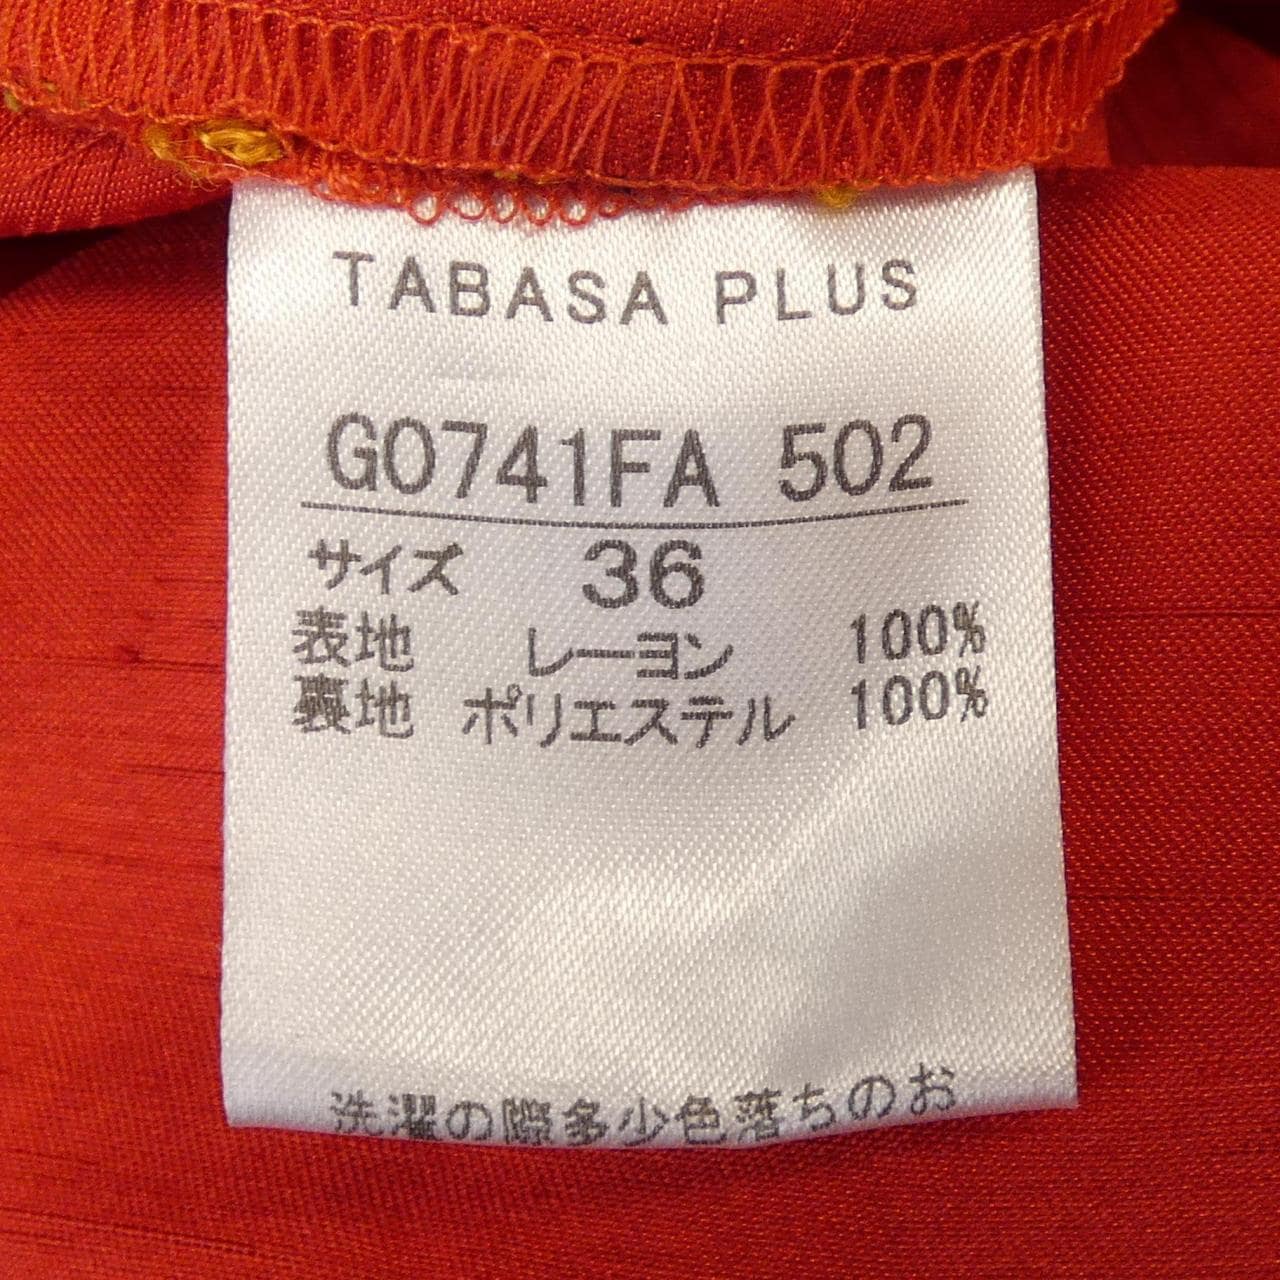 TABASA PLUS
G0741FA 502
サイズ 36
表地 レーヨン 100%
裏地 ポリエステル 100%
洗濯の際多少色落ちのお